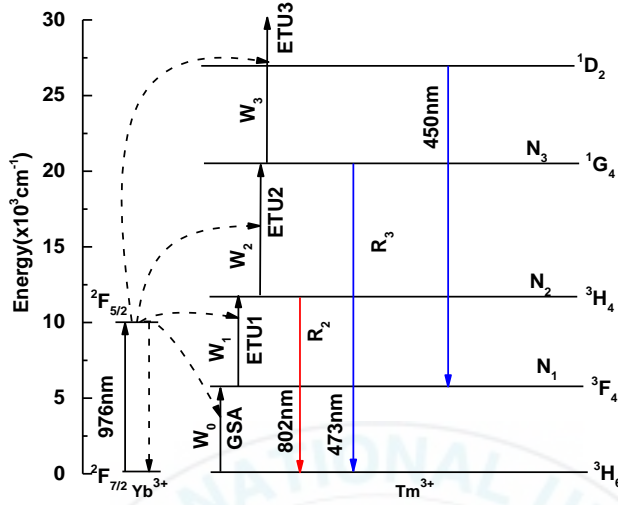 30
25
20
15
10
5
0
Energy(x10³cm⁻¹)
ETU3
¹D₂
W₃
450nm
N₃
¹G₄
ETU2
W₂
R₃
²F₅/₂
N₂
³H₄
976nm
W₁
ETU1
R₂
N₁
³F₄
W₀
GSA
802nm
473nm
²F₇/₂
Yb³⁺
Tm³⁺
³H₆
NATIONAL